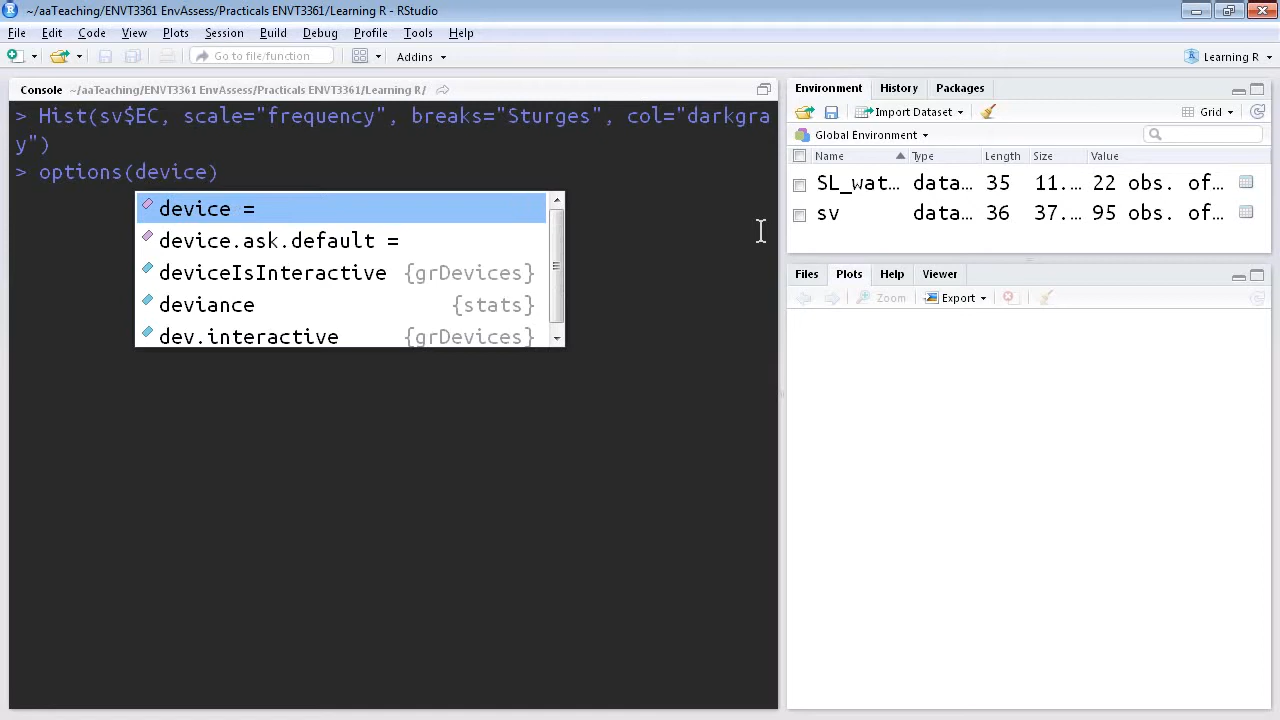 ~/aaTeaching/ENVT3361 EnvAssess/Practicals ENVT3361/Learning R - RStudio
File Edit Code View Plots Session Build Debug Profile Tools Help
Go to file/function Addins Learning R
Console ~/aaTeaching/ENVT3361 EnvAssess/Practicals ENVT3361/Learning R/
> Hist(sv$EC, scale="frequency", breaks="Sturges", col="darkgra
y")
> options(device)
device =
device.ask.default =
deviceIsInteractive {grDevices}
deviance {stats}
dev.interactive {grDevices}
Environment History Packages
Import Dataset Grid
Global Environment
Name Type Length Size Value
SL_wat… data… 35 11.… 22 obs. of…
sv data… 36 37.… 95 obs. of…
Files Plots Help Viewer
Zoom Export